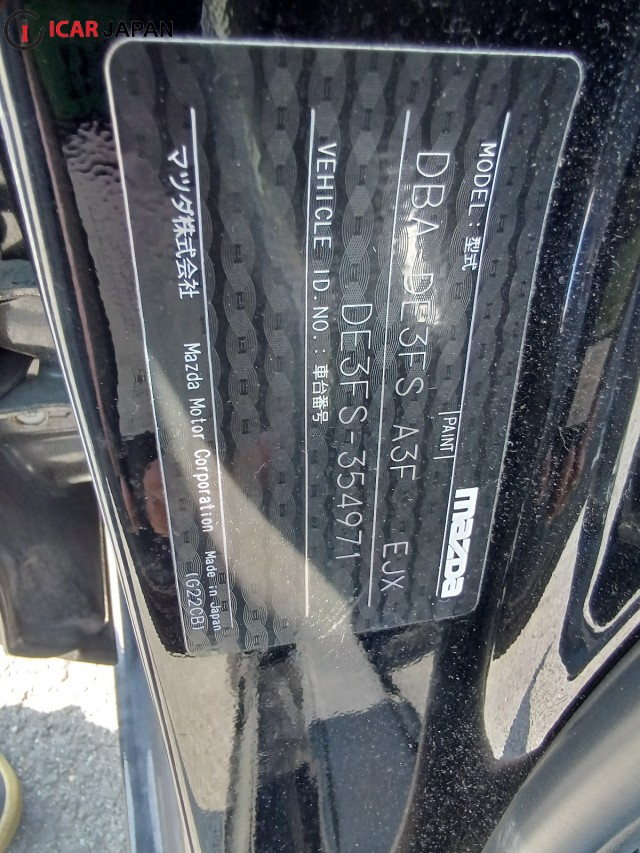 ICAR JAPAN
mazda
MODEL:型式 PAINT
DBA-DE3FS A3F EJX
VEHICLE ID.NO.:車台番号
DE3FS-354971
マツダ株式会社 Mazda Motor Corporation Made in Japan
(G22CB)